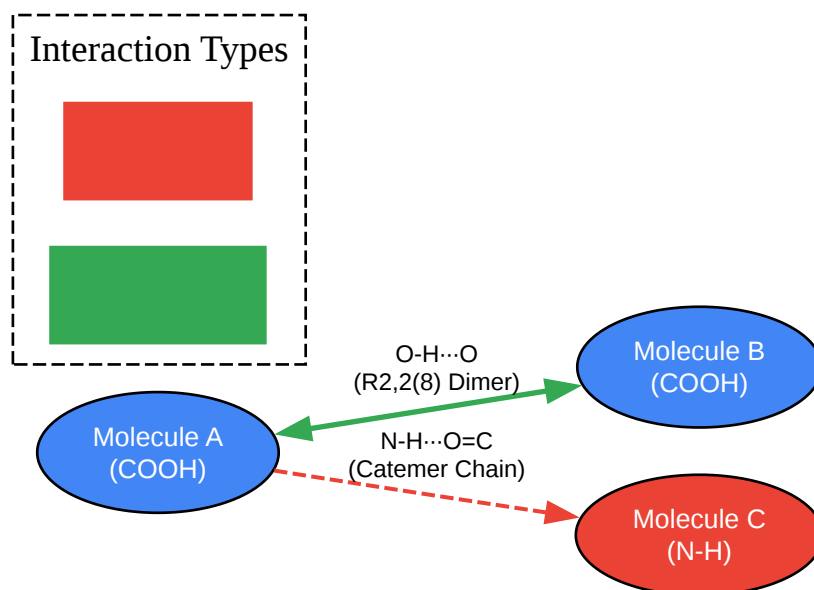 Interaction Types
O-H···O
(R2,2(8) Dimer)
Molecule B
(COOH)
Molecule A
(COOH)
N-H···O=C
(Catemer Chain)
Molecule C
(N-H)